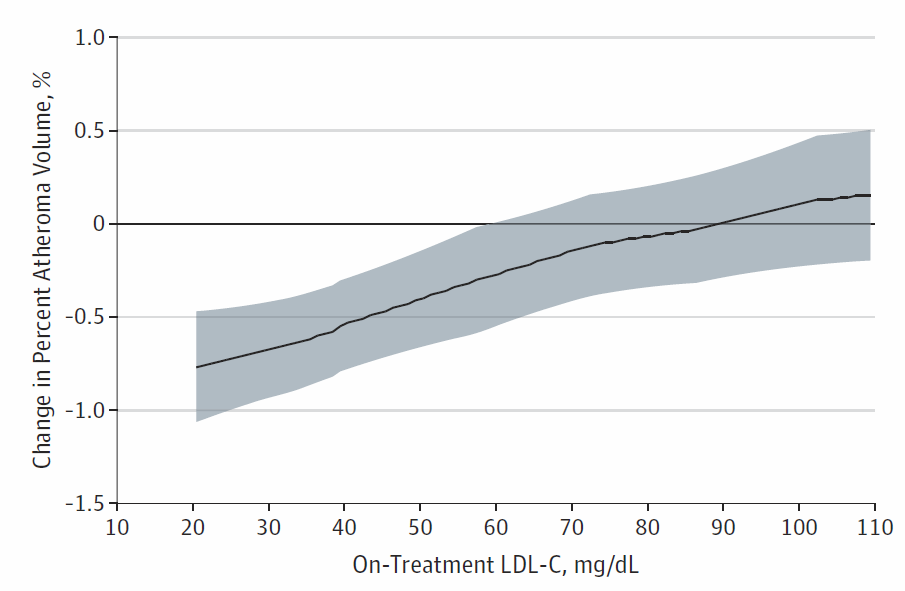 Change in Percent Atheroma Volume, %
1.0
0.5
0
-0.5
-1.0
-1.5
10 20 30 40 50 60 70 80 90 100 110
On-Treatment LDL-C, mg/dL